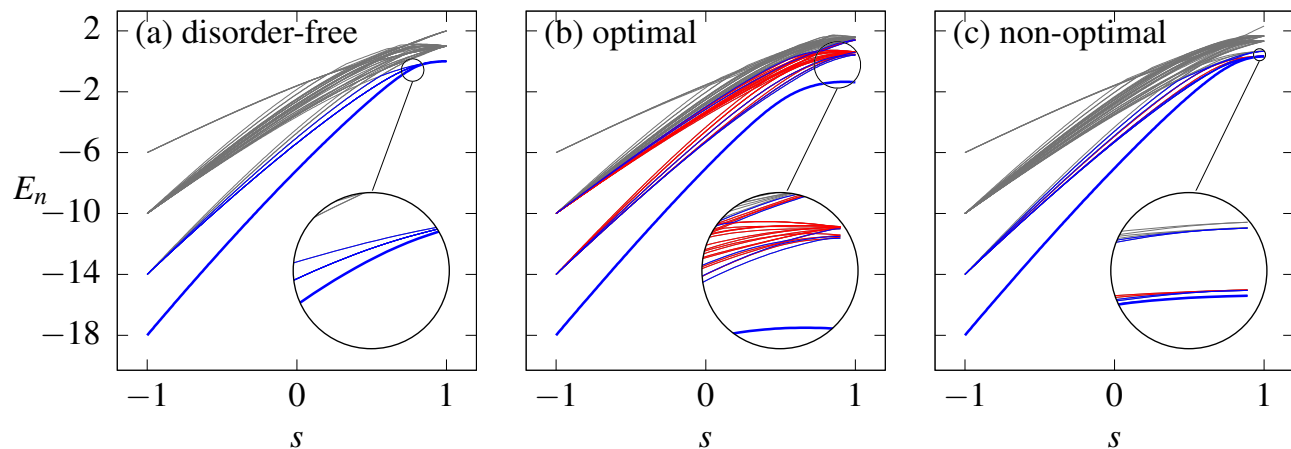 (a) disorder-free (b) optimal (c) non-optimal
2
−2
−6
E_n
−10
−14
−18
−1 0 1 −1 0 1 −1 0 1
s s s